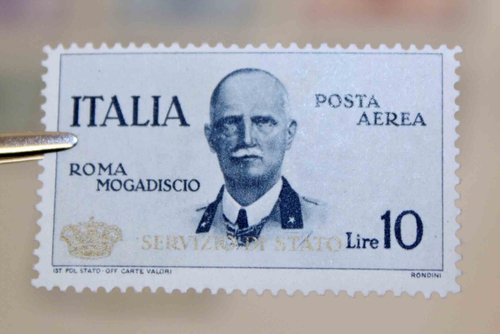 ITALIA
POSTA
AEREA
ROMA
MOGADISCIO
SERVIZIO DI STATO
Lire 10
IST. POL. STATO - OFF. CARTE VALORI
RONDINI